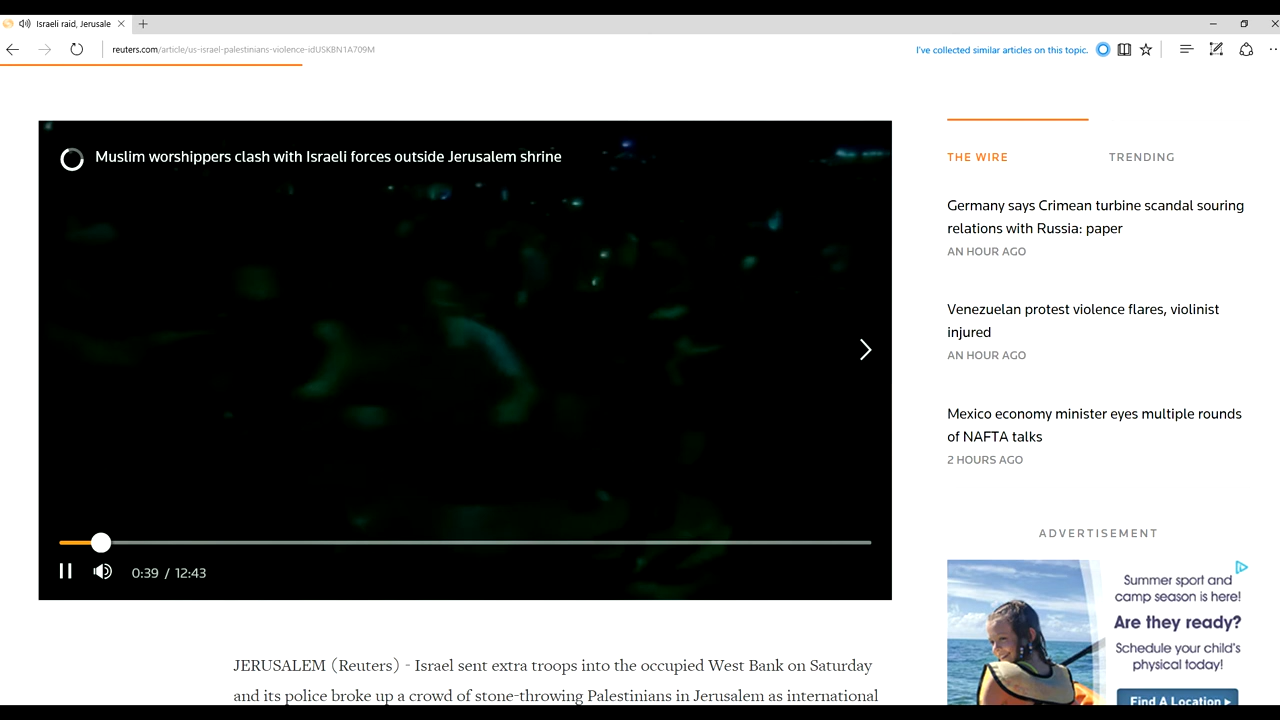 Israeli raid, Jerusale
reuters.com/article/us-israel-palestinians-violence-idUSKBN1A709M
I've collected similar articles on this topic.
Muslim worshippers clash with Israeli forces outside Jerusalem shrine
0:39 / 12:43
JERUSALEM (Reuters) - Israel sent extra troops into the occupied West Bank on Saturday
and its police broke up a crowd of stone-throwing Palestinians in Jerusalem as international
THE WIRE
TRENDING
Germany says Crimean turbine scandal souring
relations with Russia: paper
AN HOUR AGO
Venezuelan protest violence flares, violinist
injured
AN HOUR AGO
Mexico economy minister eyes multiple rounds
of NAFTA talks
2 HOURS AGO
ADVERTISEMENT
Summer sport and
camp season is here!
Are they ready?
Schedule your child's
physical today!
Find A Location